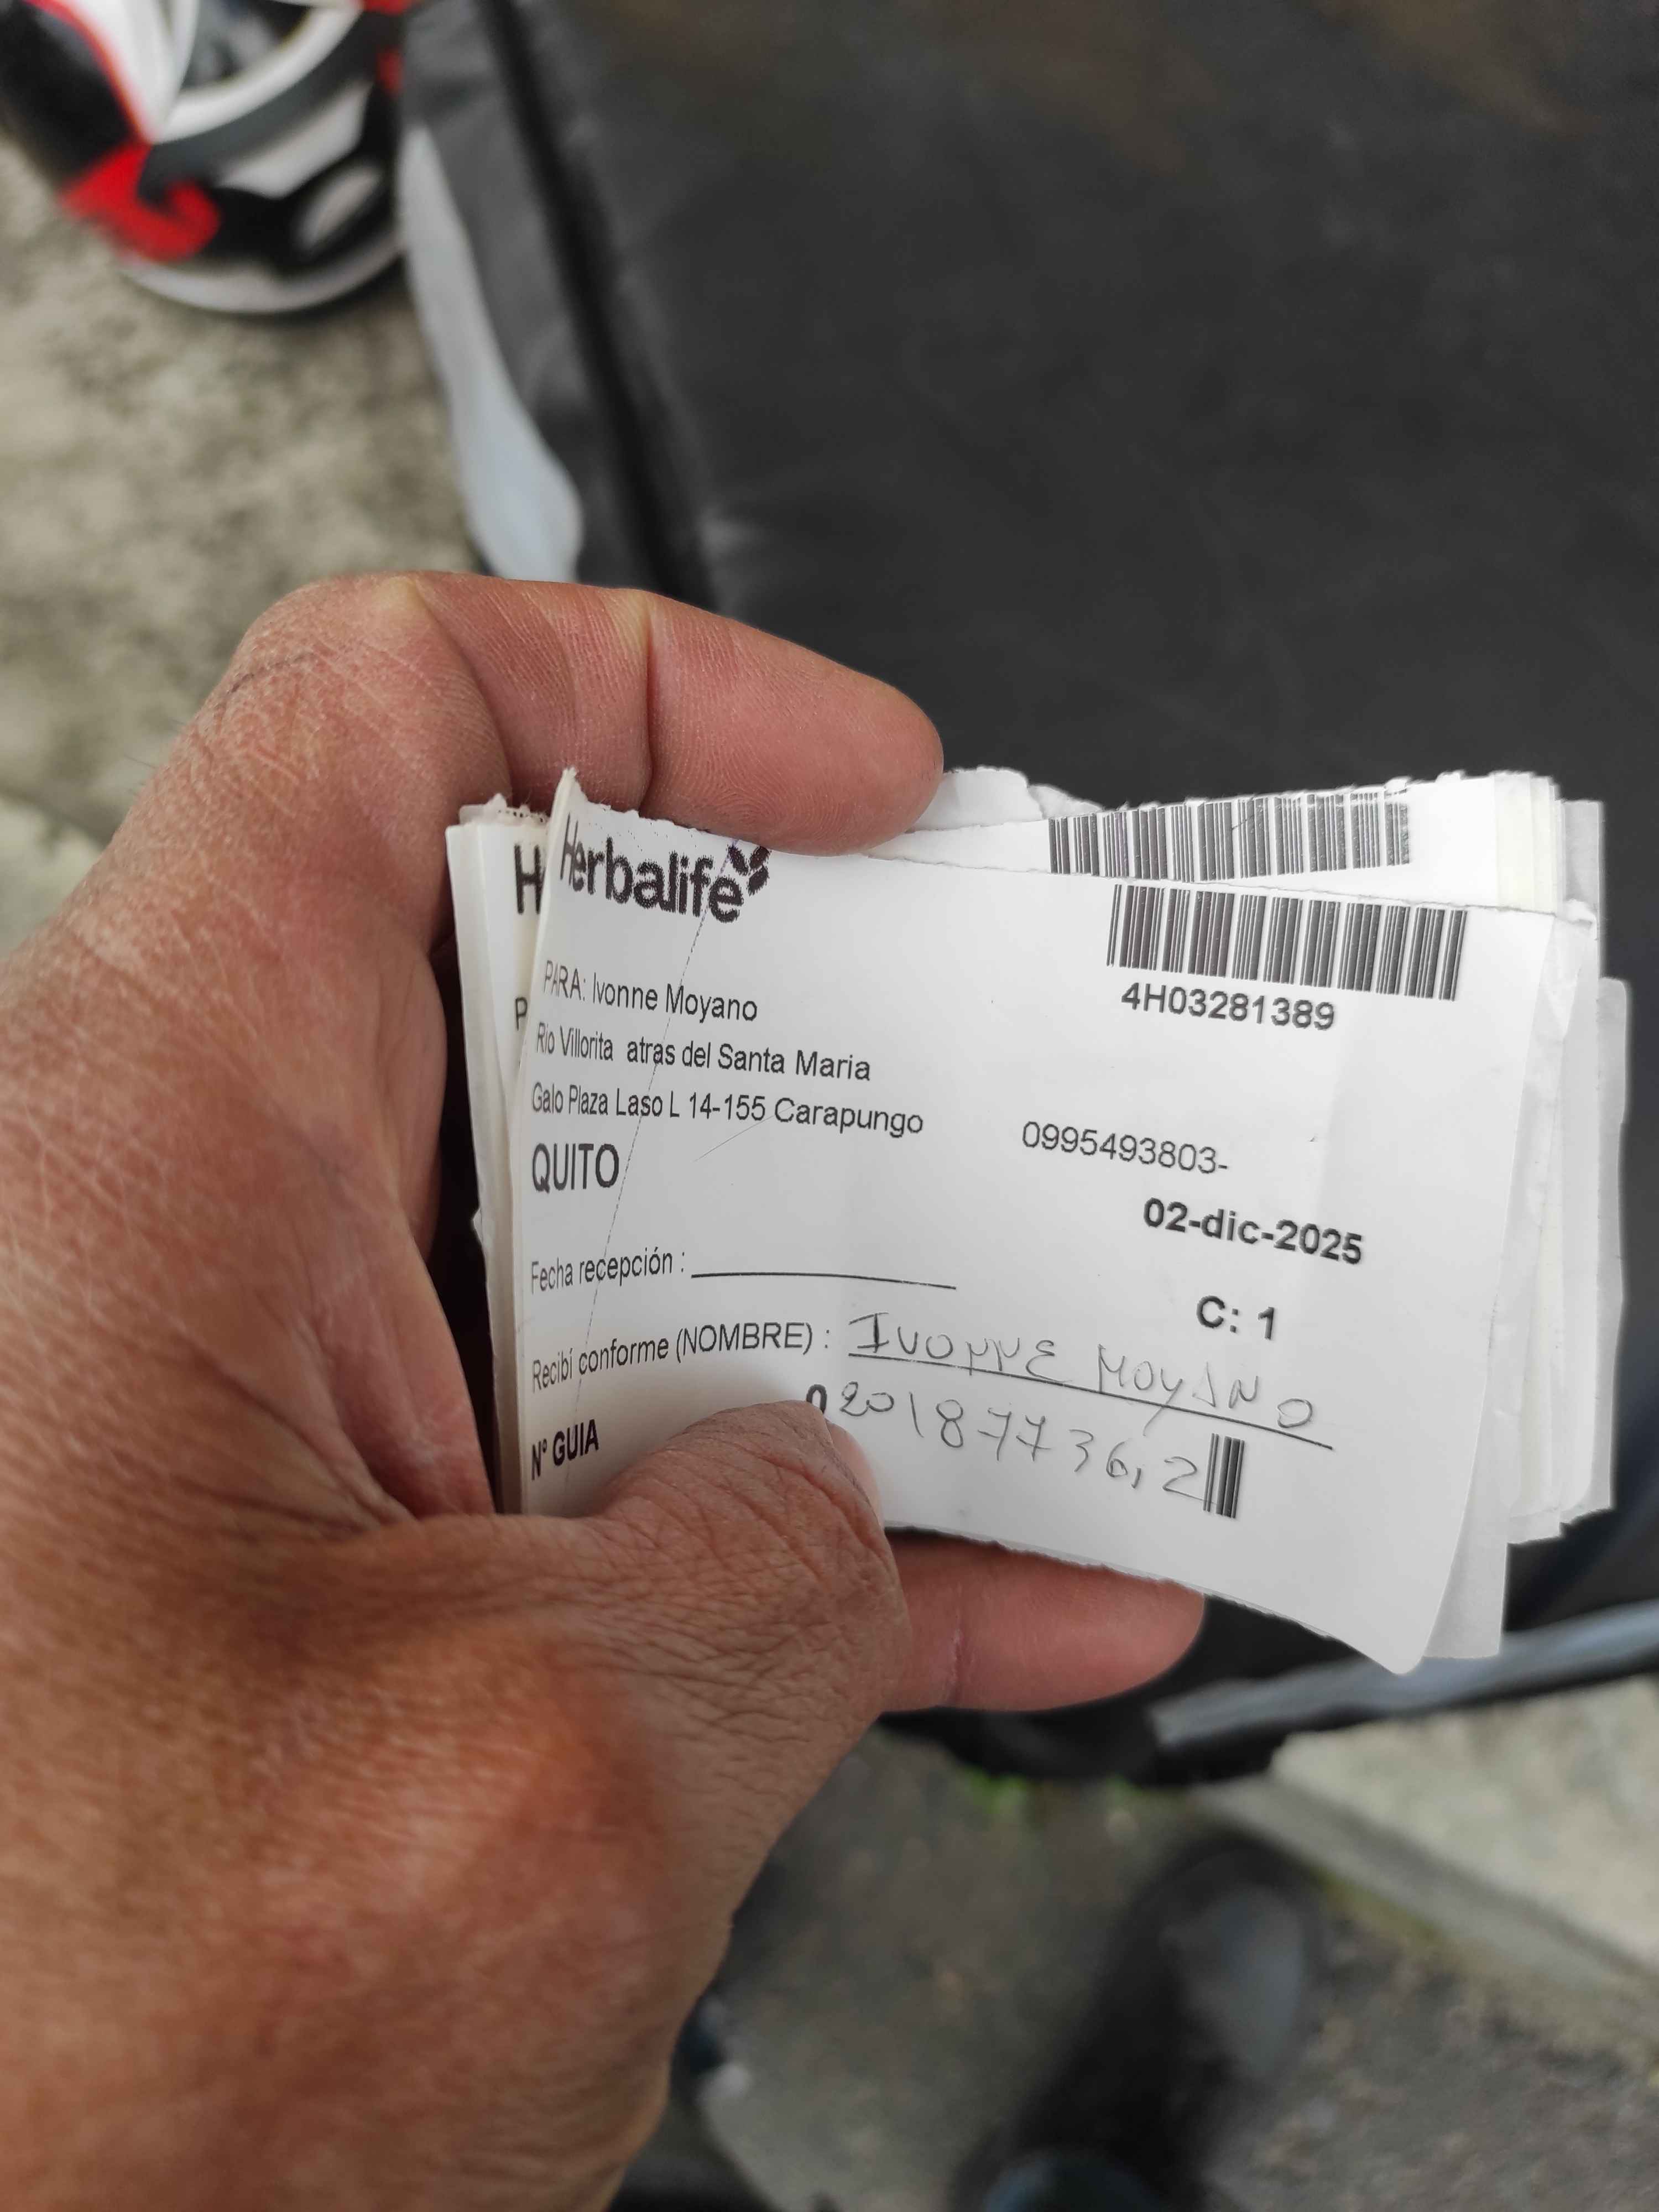 Herbalife
PARA: Ivonne Moyano
4H03281389
Rio Villorita atras del Santa Maria
Galo Plaza Laso L 14-155 Carapungo
0995493803-
QUITO
02-dic-2025
Fecha recepción :
C: 1
Recibí conforme (NOMBRE) : IVONNE MOYANO
N° GUIA